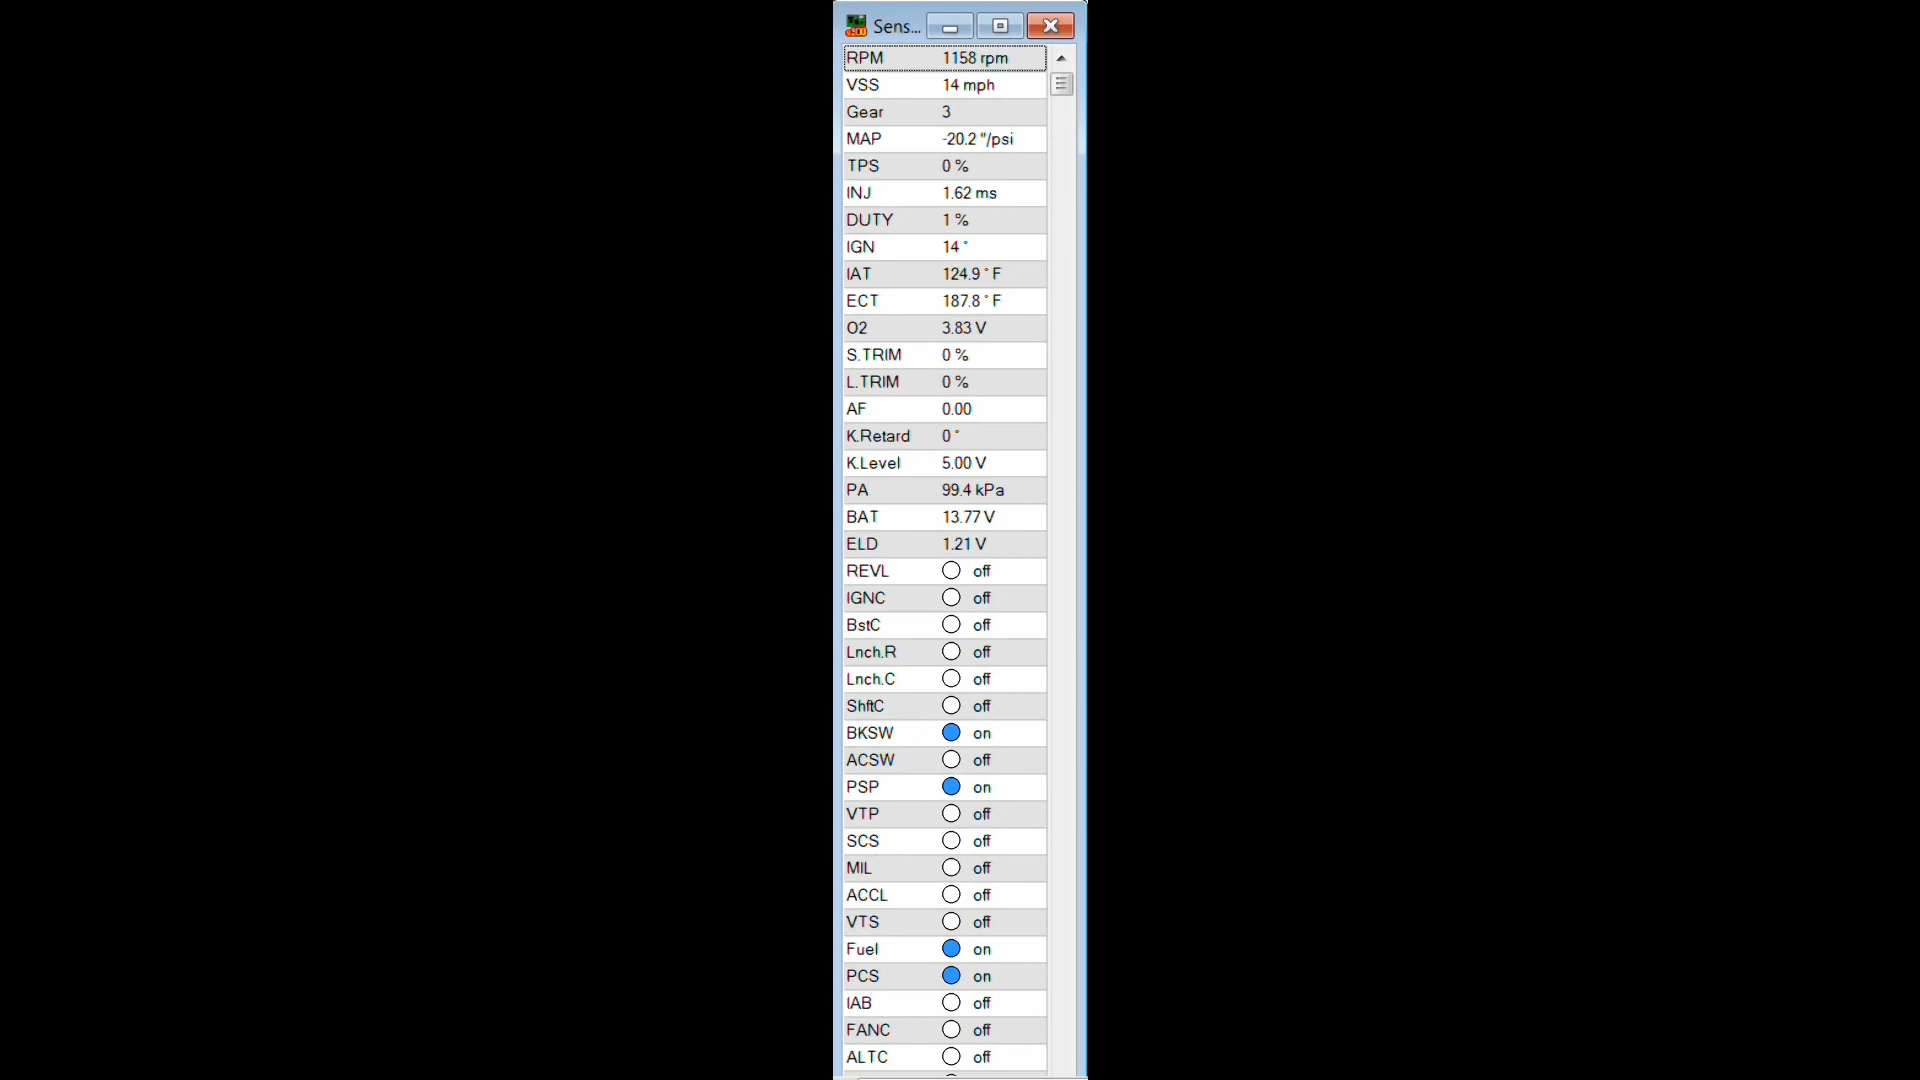 Sens...
RPM 1158 rpm
VSS 14 mph
Gear 3
MAP -20.2 "/psi
TPS 0 %
INJ 1.62 ms
DUTY 1 %
IGN 14 °
IAT 124.9 ° F
ECT 187.8 ° F
O2 3.83 V
S.TRIM 0 %
L.TRIM 0 %
AF 0.00
K.Retard 0 °
K.Level 5.00 V
PA 99.4 kPa
BAT 13.77 V
ELD 1.21 V
REVL off
IGNC off
BstC off
Lnch.R off
Lnch.C off
ShftC off
BKSW on
ACSW off
PSP on
VTP off
SCS off
MIL off
ACCL off
VTS off
Fuel on
PCS on
IAB off
FANC off
ALTC off